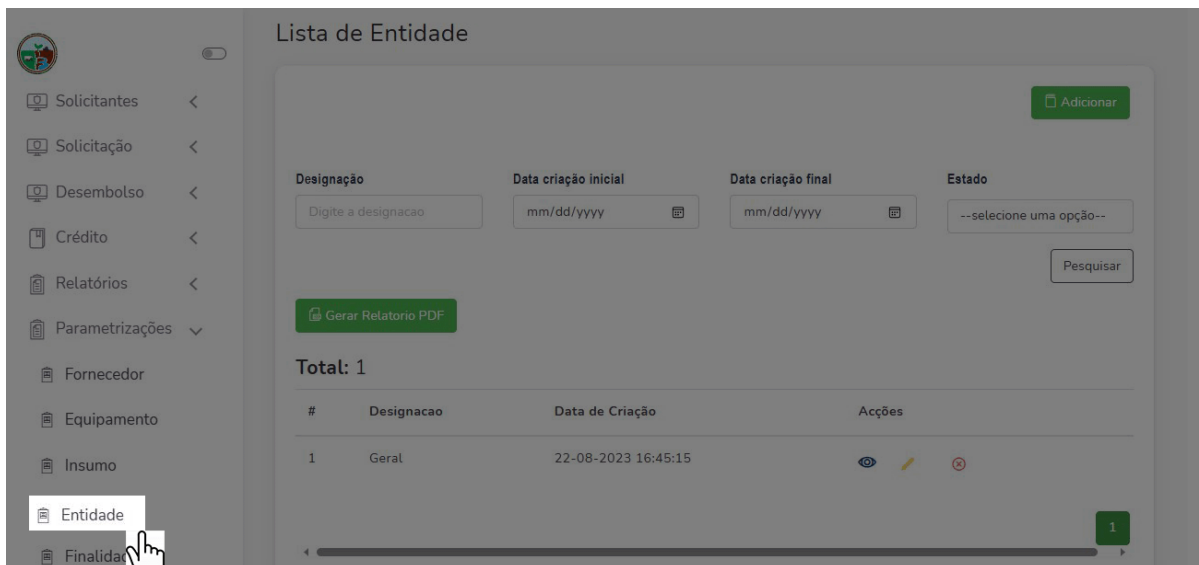 Lista de Entidade
Solicitantes
Solicitação
Desembolso
Crédito
Relatórios
Parametrizações
Fornecedor
Equipamento
Insumo
Entidade
Adicionar
Designação Data criação inicial Data criação final Estado
Digite a designacao mm/dd/yyyy mm/dd/yyyy --selecione uma opção--
Pesquisar
Gerar Relatorio PDF
Total: 1
# Designacao Data de Criação Acções
1 Geral 22-08-2023 16:45:15
1